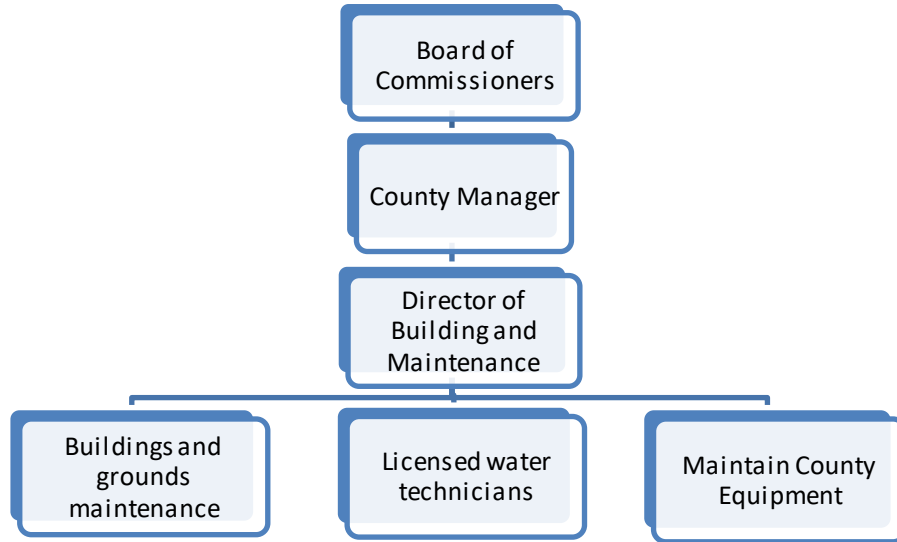 Board of
Commissioners
County Manager
Director of
Building and
Maintenance
Buildings and
grounds
maintenance
Licensed water
technicians
Maintain County
Equipment